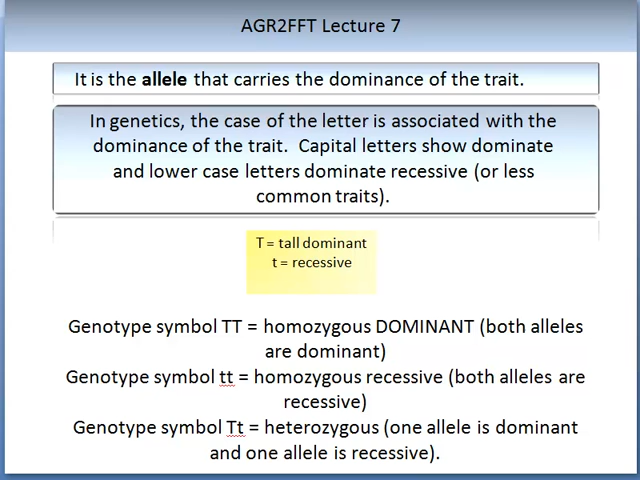 AGR2FFT Lecture 7
It is the allele that carries the dominance of the trait.
In genetics, the case of the letter is associated with the
dominance of the trait.  Capital letters show dominate
and lower case letters dominate recessive (or less
common traits).
T = tall dominant
t = recessive
Genotype symbol TT = homozygous DOMINANT (both alleles
are dominant)
Genotype symbol tt = homozygous recessive (both alleles are
recessive)
Genotype symbol Tt = heterozygous (one allele is dominant
and one allele is recessive).